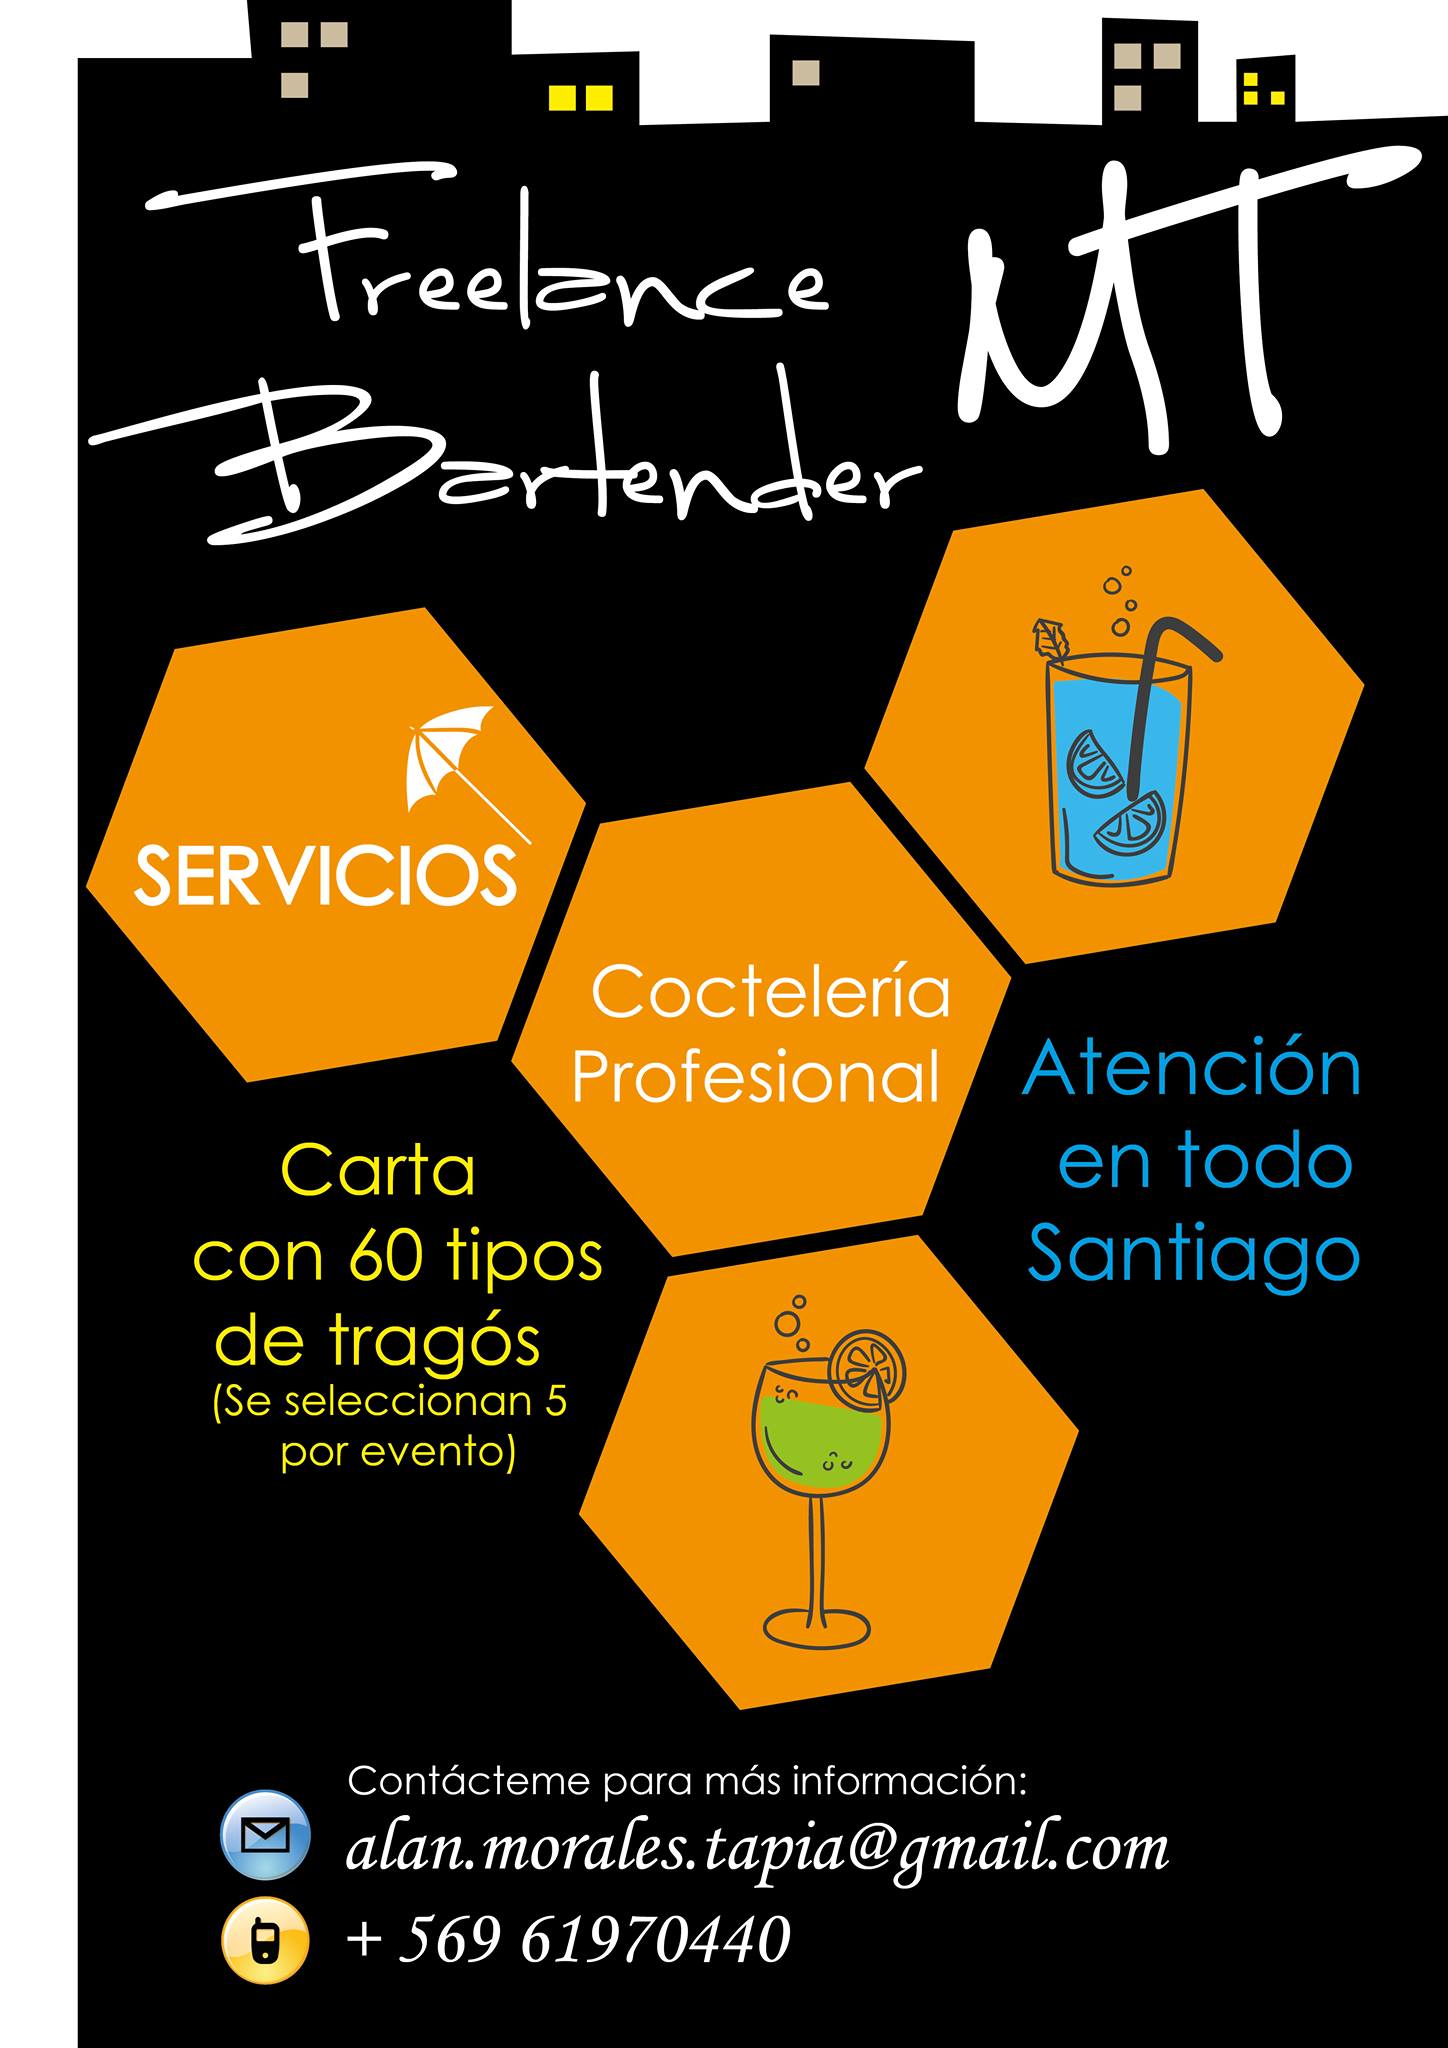 Freelance
Bartender
MT
SERVICIOS
Coctelería
Profesional
Atención
en todo
Santiago
Carta
con 60 tipos
de tragós
(Se seleccionan 5
por evento)
Contácteme para más información:
alan.morales.tapia@gmail.com
+ 569 61970440